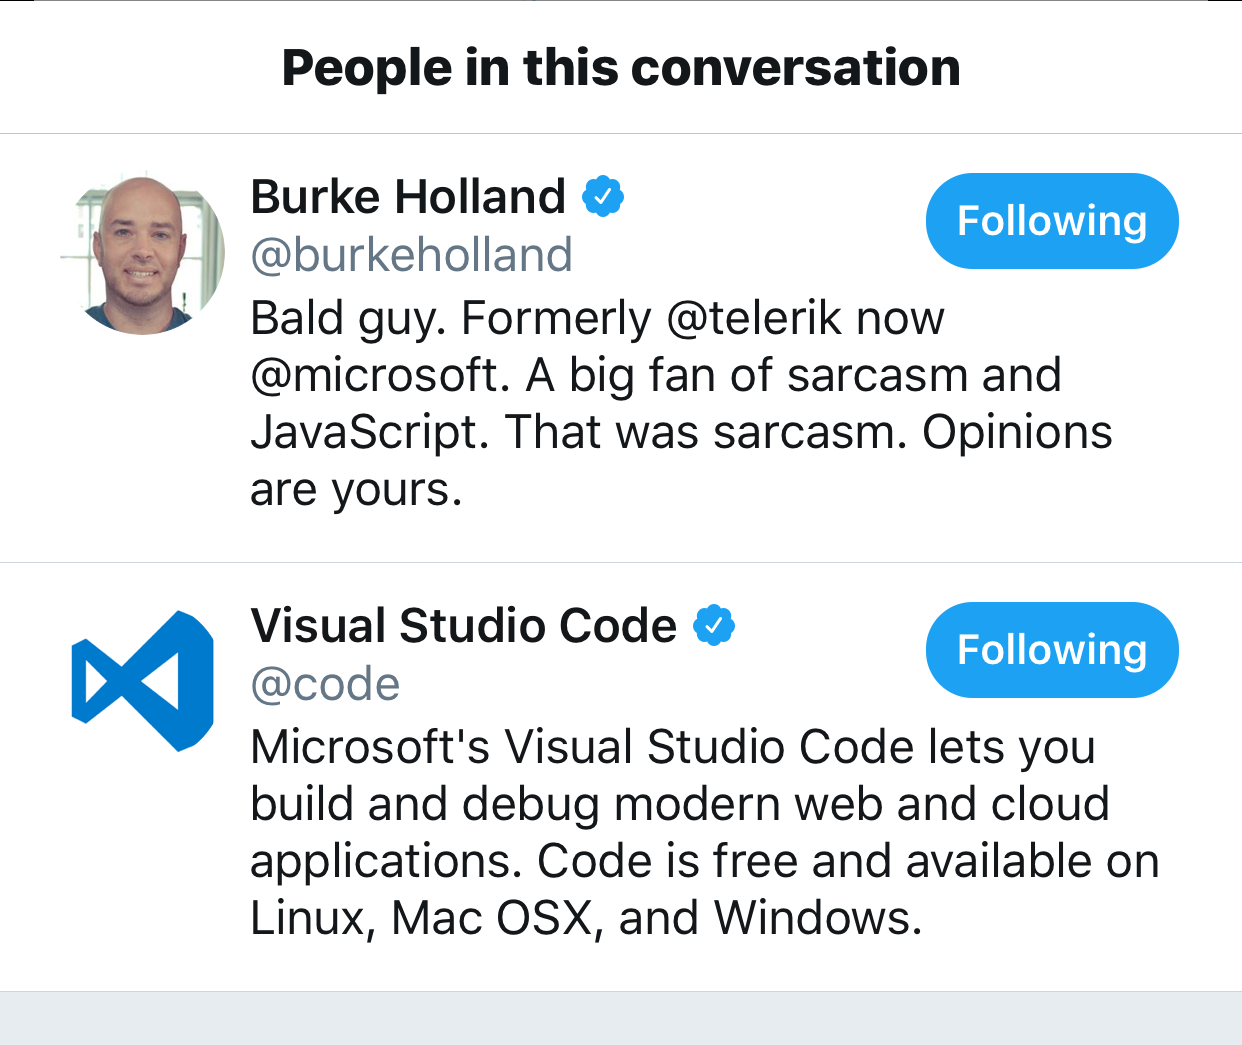 People in this conversation
Burke Holland
Following
@burkeholland
Bald guy. Formerly @telerik now
@microsoft. A big fan of sarcasm and
JavaScript. That was sarcasm. Opinions
are yours.
Visual Studio Code
Following
@code
Microsoft's Visual Studio Code lets you
build and debug modern web and cloud
applications. Code is free and available on
Linux, Mac OSX, and Windows.